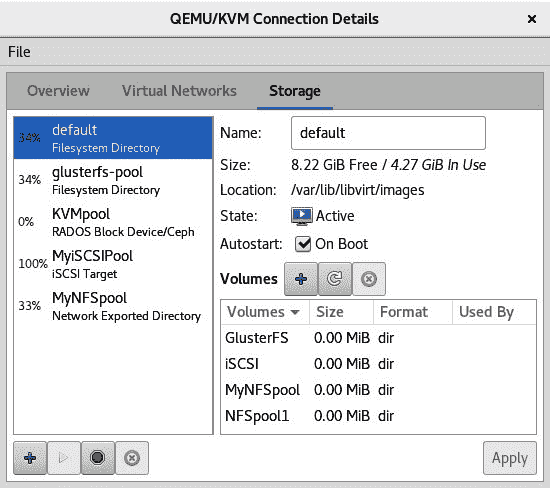 QEMU/KVM Connection Details
File
Overview Virtual Networks Storage
34% default
Filesystem Directory
34% glusterfs-pool
Filesystem Directory
0% KVMpool
RADOS Block Device/Ceph
100% MyiSCSIPool
iSCSI Target
33% MyNFSpool
Network Exported Directory
Name: default
Size: 8.22 GiB Free / 4.27 GiB In Use
Location: /var/lib/libvirt/images
State: Active
Autostart: On Boot
Volumes
Volumes Size Format Used By
GlusterFS 0.00 MiB dir
iSCSI 0.00 MiB dir
MyNFSpool 0.00 MiB dir
NFSpool1 0.00 MiB dir
Apply